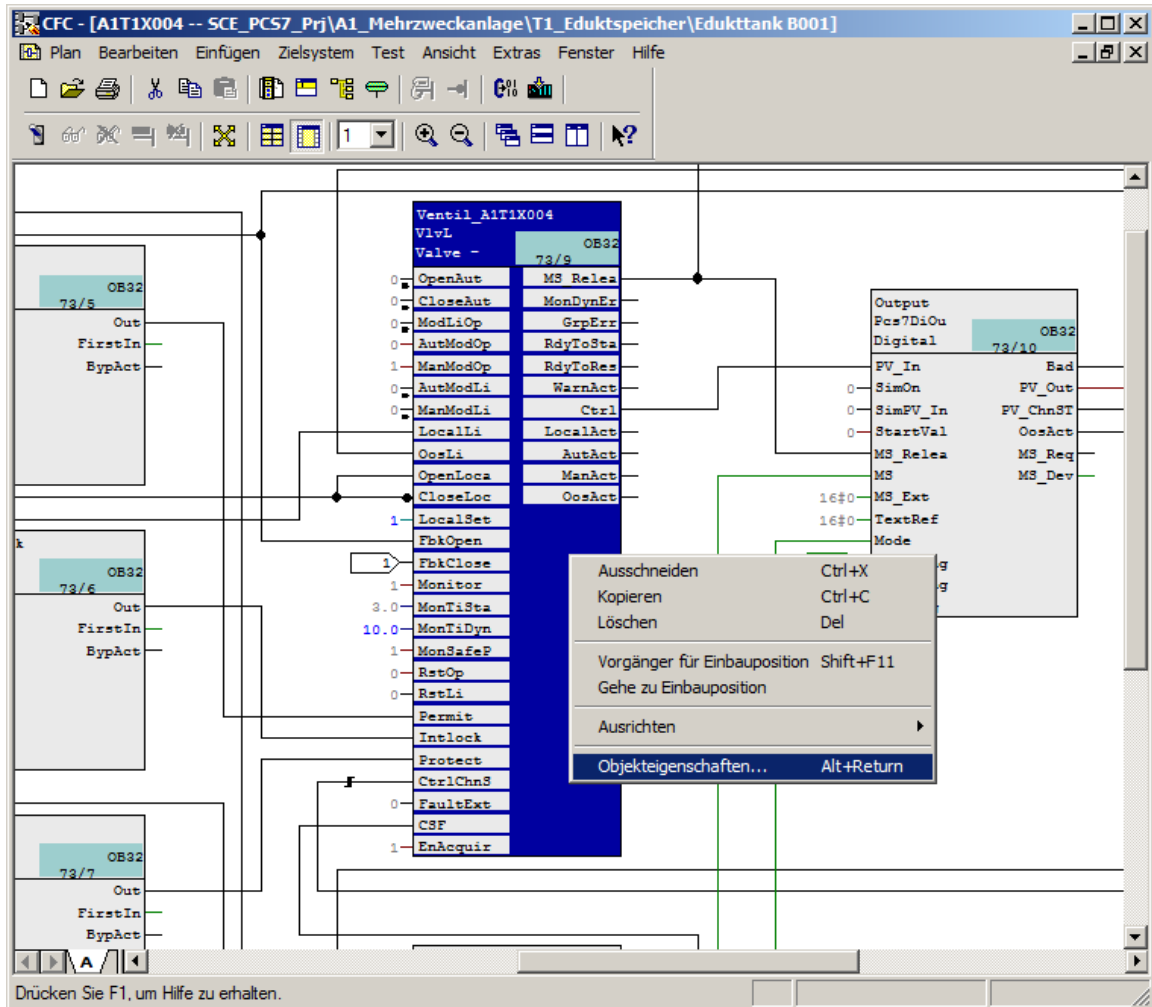 CFC - [A1T1X004 -- SCE_PCS7_Prj\A1_Mehrzweckanlage\T1_Eduktspeicher\Edukttank B001]
Plan Bearbeiten Einfügen Zielsystem Test Ansicht Extras Fenster Hilfe
1
OB32
73/5
Out
FirstIn
BypAct
k
OB32
73/6
Out
FirstIn
BypAct
OB32
73/7
Out
FirstIn
BypAct
Ventil_A1T1X004
VlvL
Valve -
OB32
73/9
0 OpenAut MS_Relea
0 CloseAut MonDynEr
0 ModLiOp GrpErr
0 AutModOp RdyToSta
1 ManModOp RdyToRes
0 AutModLi WarnAct
0 ManModLi Ctrl
LocalLi LocalAct
OosLi AutAct
OpenLoca ManAct
CloseLoc OosAct
1 LocalSet
FbkOpen
1 FbkClose
1 Monitor
3.0 MonTiSta
10.0 MonTiDyn
1 MonSafeP
0 RstOp
0 RstLi
Permit
Intlock
Protect
CtrlChnS
0 FaultExt
CSF
1 EnAcquir
Output
Pcs7DiOu
Digital
OB32
73/10
PV_In Bad
0 SimOn PV_Out
0 SimPV_In PV_ChnST
0 StartVal OosAct
MS_Relea MS_Req
MS MS_Dev
16#0 MS_Ext
16#0 TextRef
Mode
Ausschneiden Ctrl+X
Kopieren Ctrl+C
Löschen Del
Vorgänger für Einbauposition Shift+F11
Gehe zu Einbauposition
Ausrichten
Objekteigenschaften... Alt+Return
A
Drücken Sie F1, um Hilfe zu erhalten.